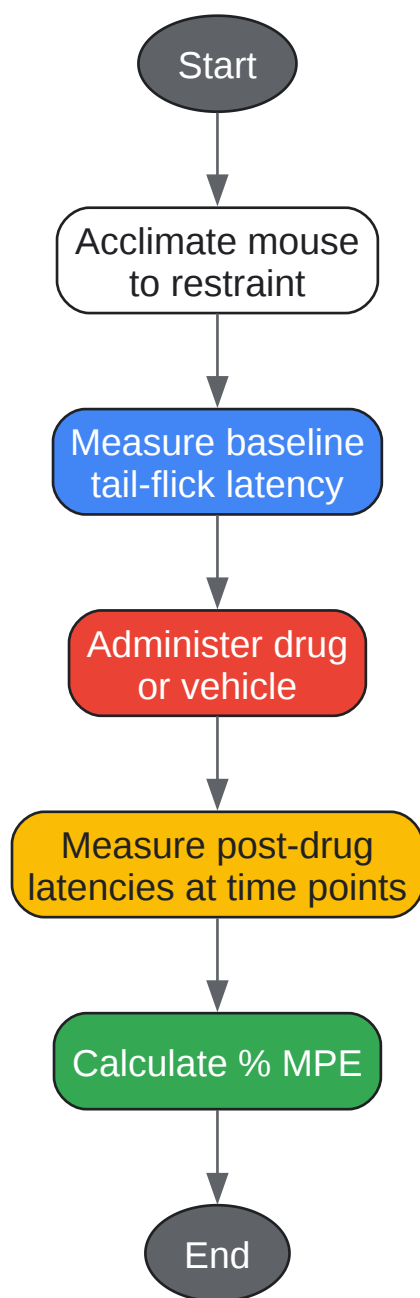 Start
Acclimate mouse
to restraint
Measure baseline
tail-flick latency
Administer drug
or vehicle
Measure post-drug
latencies at time points
Calculate % MPE
End